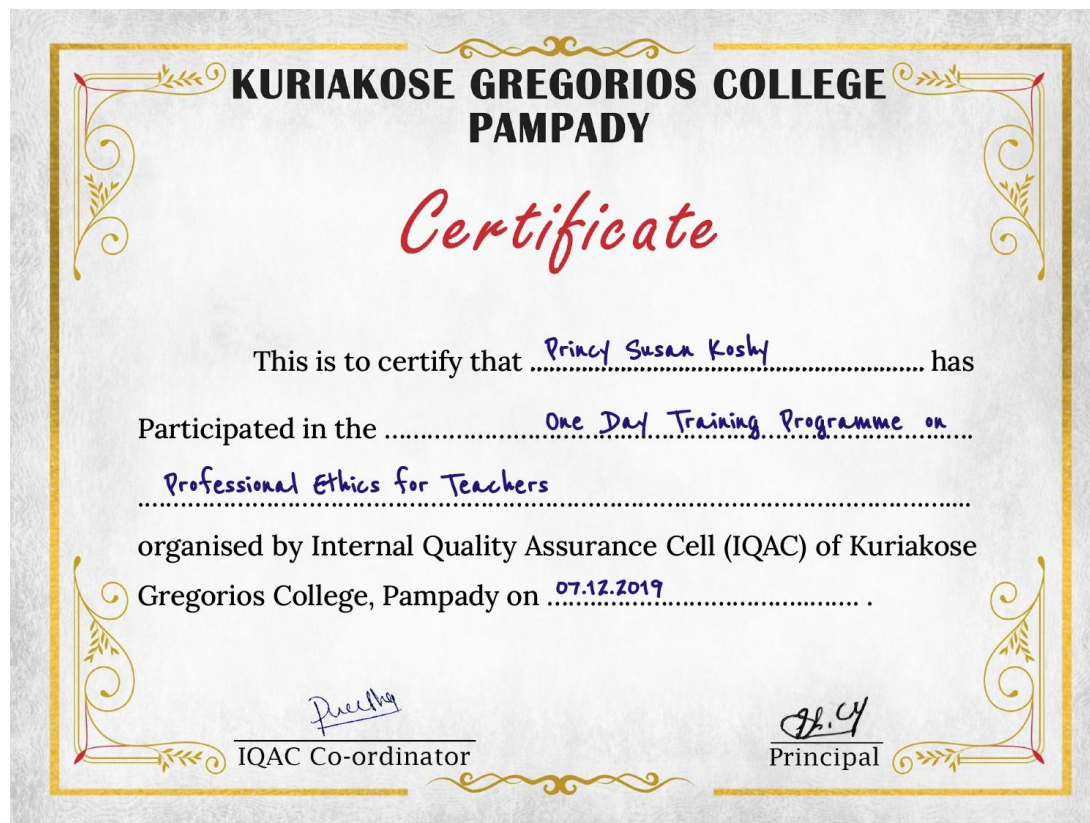 KURIAKOSE GREGORIOS COLLEGE
PAMPADY
Certificate
This is to certify that Princy Susan Koshy has
Participated in the One Day Training Programme on
Professional Ethics for Teachers
organised by Internal Quality Assurance Cell (IQAC) of Kuriakose
Gregorios College, Pampady on 07.12.2019 .
IQAC Co-ordinator
Principal